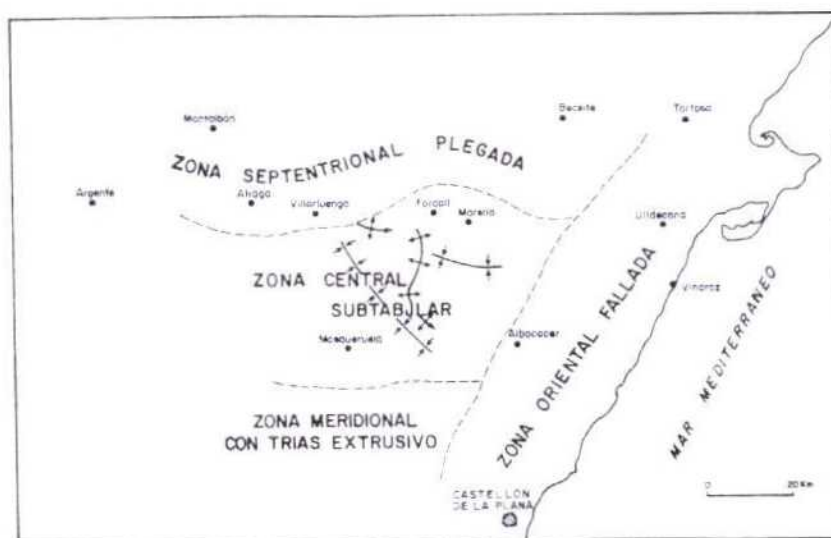 Montalbán
Beceite
Tortosa
ZONA SEPTENTRIONAL PLEGADA
Argente
Aliaga
Villarluengo
Forcall
Morella
Ulldecona
ZONA CENTRAL
SUBTABULAR
Vinaroz
Mosqueruela
Albocacer
ZONA ORIENTAL FALLADA
MAR MEDITERRANEO
ZONA MERIDIONAL
CON TRIAS EXTRUSIVO
0 20 Km
CASTELLON
DE LA PLANA